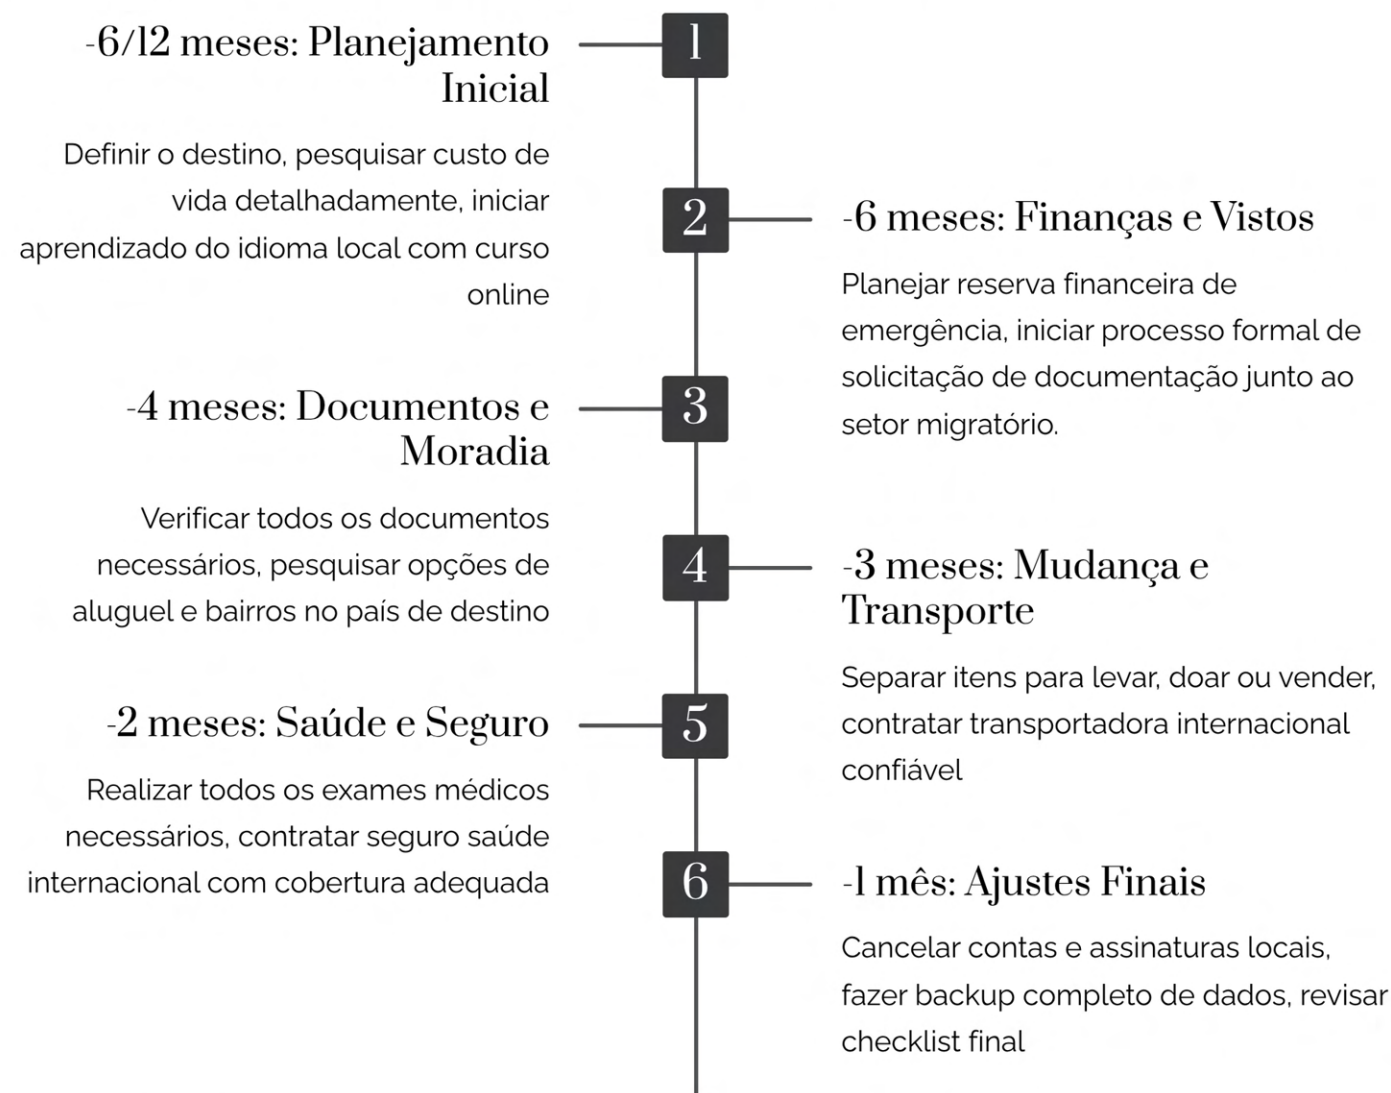 1
-6/12 meses: Planejamento
Inicial
Definir o destino, pesquisar custo de
vida detalhadamente, iniciar
aprendizado do idioma local com curso
online
2
-6 meses: Finanças e Vistos
Planejar reserva financeira de
emergência, iniciar processo formal de
solicitação de documentação junto ao
setor migratório.
3
-4 meses: Documentos e
Moradia
Verificar todos os documentos
necessários, pesquisar opções de
aluguel e bairros no país de destino
4
-3 meses: Mudança e
Transporte
Separar itens para levar, doar ou vender,
contratar transportadora internacional
confiável
5
-2 meses: Saúde e Seguro
Realizar todos os exames médicos
necessários, contratar seguro saúde
internacional com cobertura adequada
6
-1 mês: Ajustes Finais
Cancelar contas e assinaturas locais,
fazer backup completo de dados, revisar
checklist final